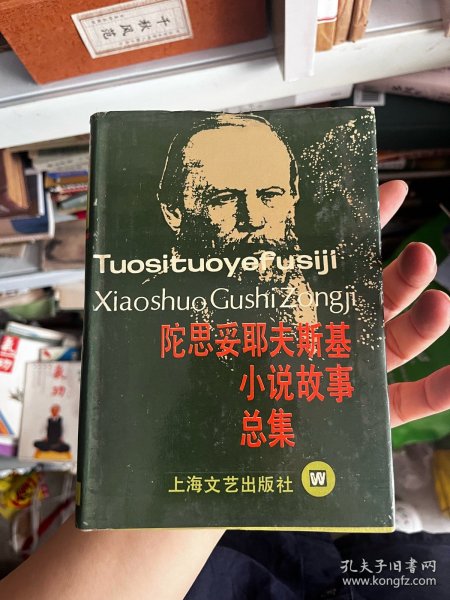 千秋风范
Tuosituoyefusiji
Xiaoshuo Gushi Zongji
陀思妥耶夫斯基
小说故事
总集
上海文艺出版社
W
孔夫子旧书网
www.kongfz.com